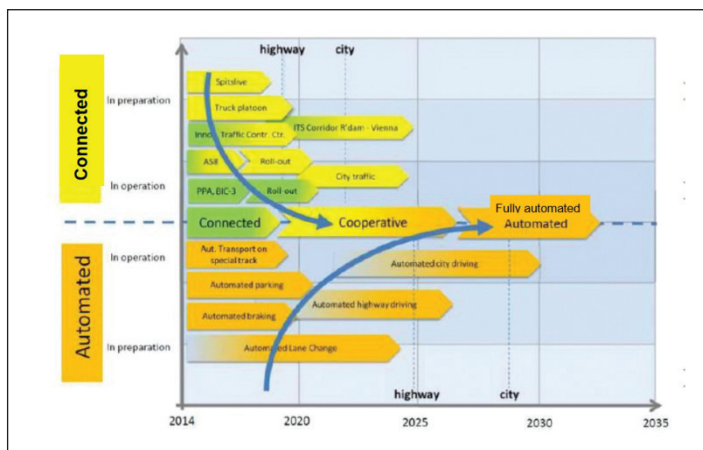 highway
city
Connected
In preparation
In operation
Spitslive
Truck platoon
Inno
Traffic Contr. Ctr.
ITS Corridor R'dam - Vienna
A58
Roll-out
City traffic
PPA, BIC-3
Roll-out
Connected
Cooperative
Fully automated
Automated
Automated
In operation
In preparation
Aut. Transport on
special track
Automated city driving
Automated parking
Automated highway driving
Automated braking
Automated Lane Change
highway
city
2014
2020
2025
2030
2035